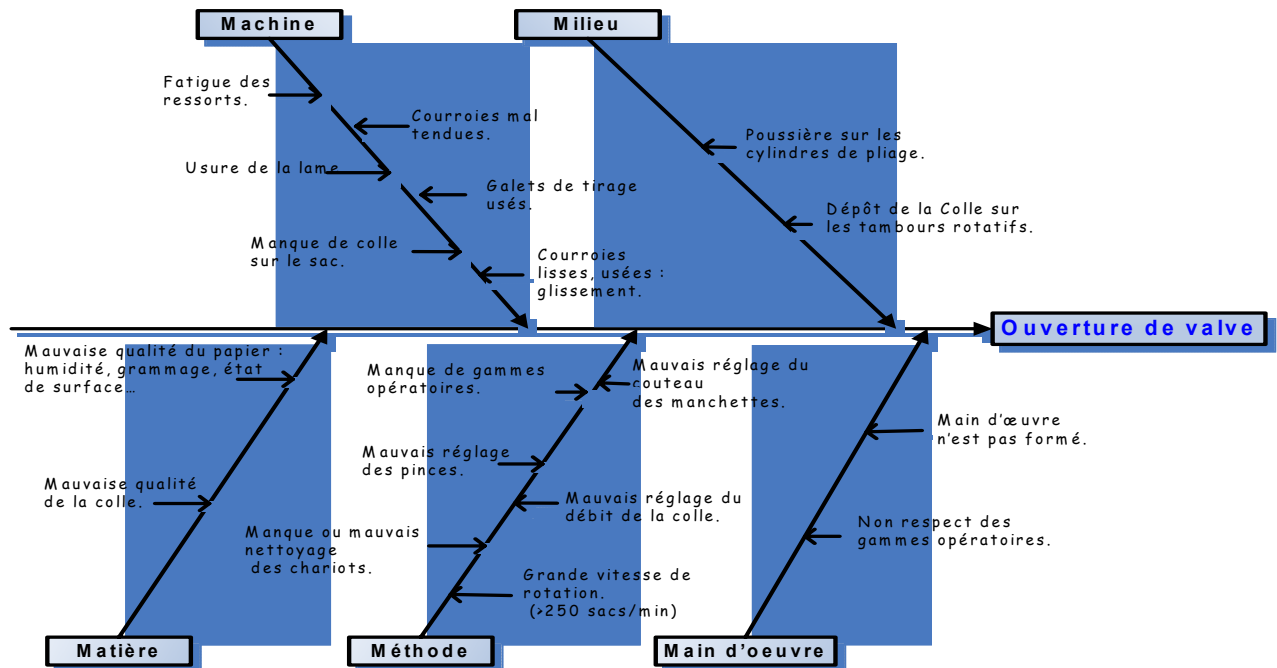 Machine
Milieu
Fatigue des
ressorts.
Courroies mal
tendues.
Usure de la lame
Galets de tirage
usés.
Manque de colle
sur le sac.
Courroies
lisses, usées :
glissement.
Poussière sur les
cylindres de pliage.
Dépôt de la Colle sur
les tambours rotatifs.
Ouverture de valve
Mauvaise qualité du papier :
humidité, grammage, état
de surface…
Mauvaise qualité
de la colle.
Manque de gammes
opératoires.
Mauvais réglage du
couteau
des manchettes.
Mauvais réglage
des pinces.
Mauvais réglage du
débit de la colle.
Manque ou mauvais
nettoyage
des chariots.
Grande vitesse de
rotation.
(>250 sacs/min)
Main d’œuvre
n’est pas formé.
Non respect des
gammes opératoires.
Matière
Méthode
Main d’oeuvre